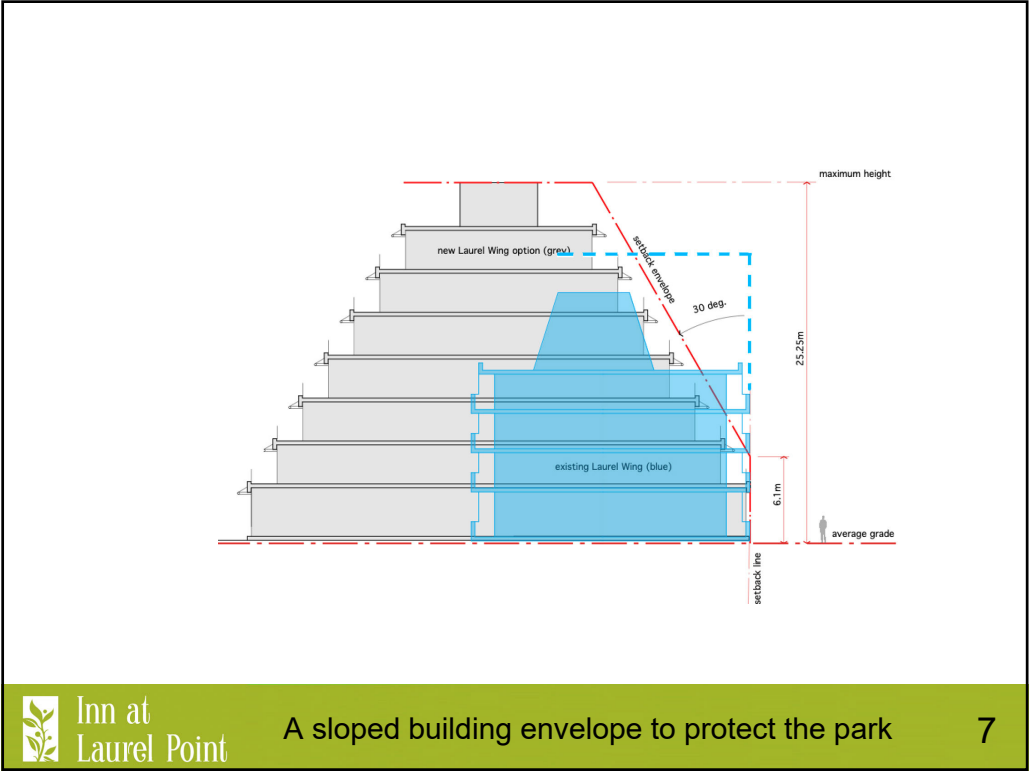 maximum height
new Laurel Wing option (grey)
setback envelope
30 deg.
25.25m
existing Laurel Wing (blue)
6.1m
average grade
setback line
Inn at
Laurel Point
A sloped building envelope to protect the park
7